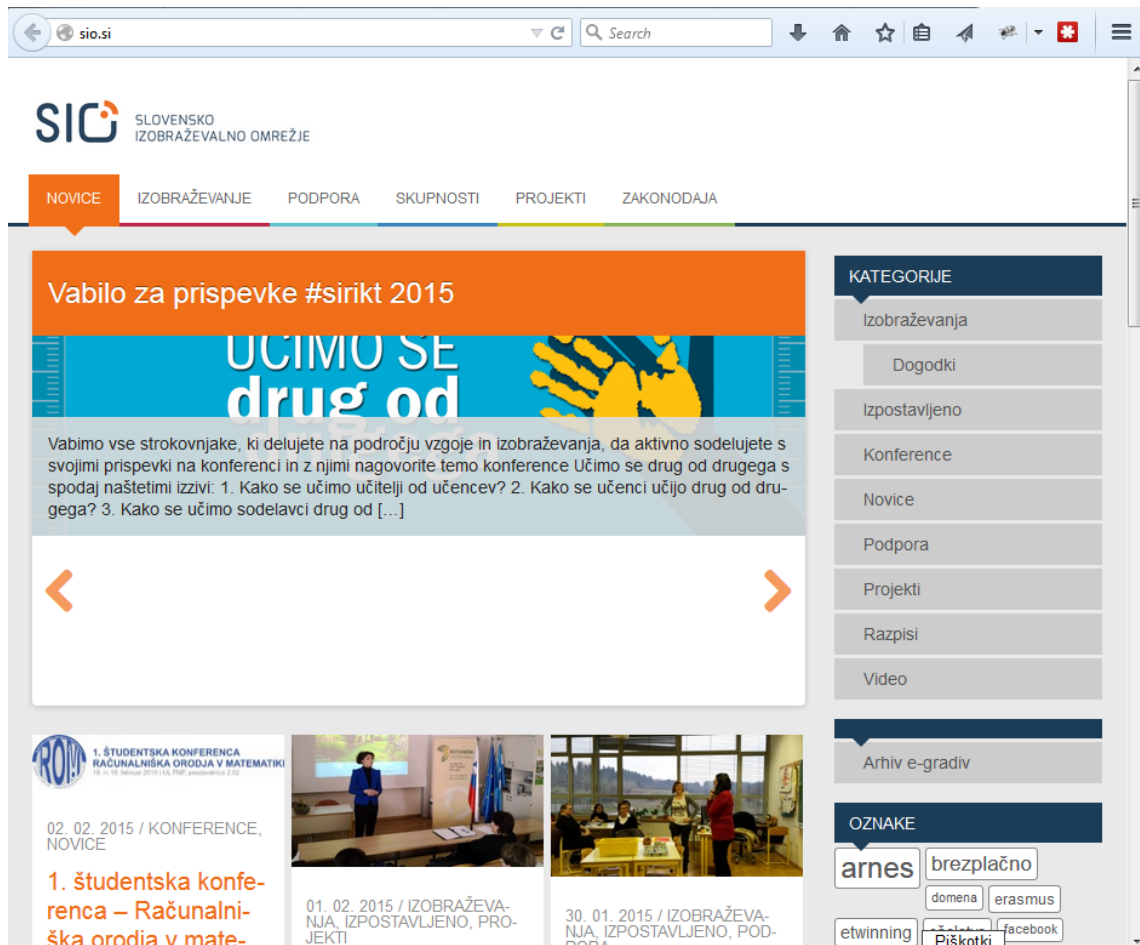 sio.si
Search
SIO
SLOVENSKO
IZOBRAŽEVALNO OMREŽJE
NOVICE IZOBRAŽEVANJE PODPORA SKUPNOSTI PROJEKTI ZAKONODAJA
Vabilo za prispevke #sirikt 2015
UČIMO SE
drug od
drugega
Vabimo vse strokovnjake, ki delujete na področju vzgoje in izobraževanja, da aktivno sodelujete s
svojimi prispevki na konferenci in z njimi nagovorite temo konference Učimo se drug od drugega s
spodaj naštetimi izzivi: 1. Kako se učimo učitelji od učencev? 2. Kako se učenci učijo drug od dru-
gega? 3. Kako se učimo sodelavci drug od […]
KATEGORIJE
Izobraževanja
Dogodki
Izpostavljeno
Konference
Novice
Podpora
Projekti
Razpisi
Video
Arhiv e-gradiv
OZNAKE
arnes brezplačno
domena erasmus
etwinning facebook
Piškotki
ROM
1. ŠTUDENTSKA KONFERENCA
RAČUNALNIŠKA ORODJA V MATEMATIKI
02. 02. 2015 / KONFERENCE,
NOVICE
1. študentska konfe-
renca – Računalni-
ška orodja v mate-
01. 02. 2015 / IZOBRAŽEVA-
NJA, IZPOSTAVLJENO, PRO-
JEKTI
30. 01. 2015 / IZOBRAŽEVA-
NJA, IZPOSTAVLJENO, POD-
PORA